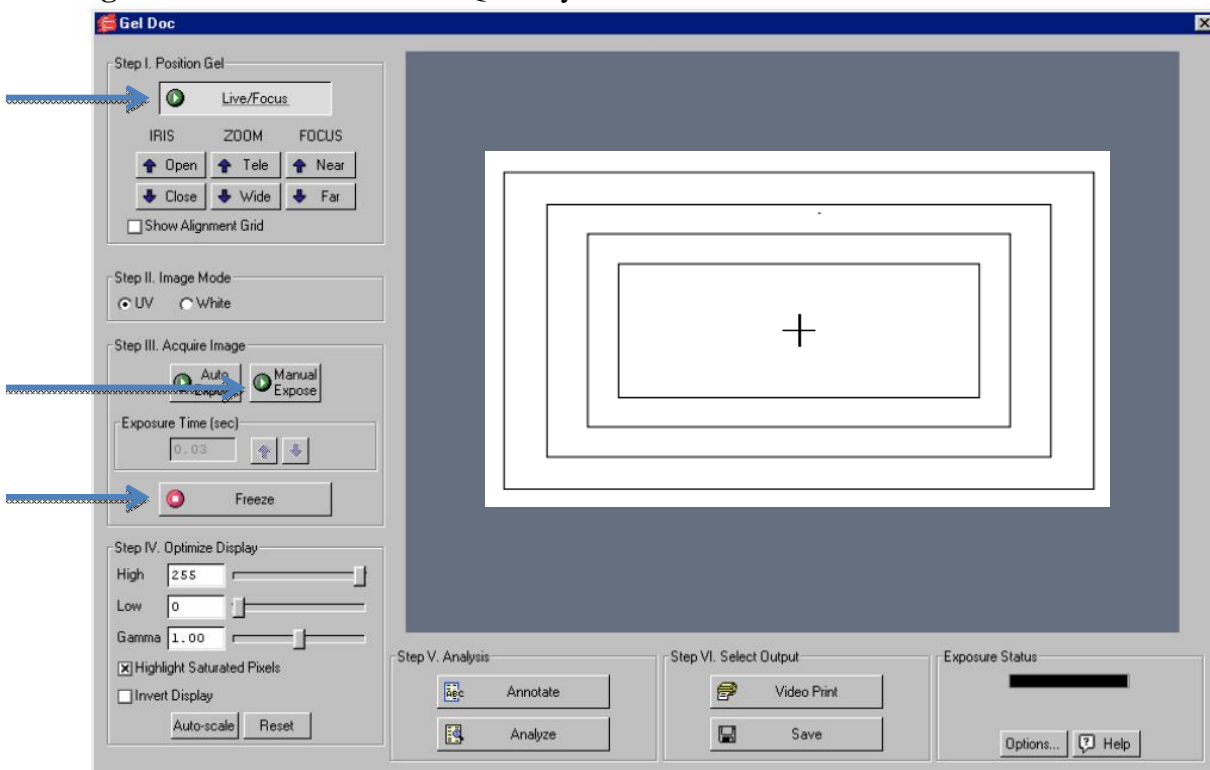 Gel Doc
Step I. Position Gel
Live/Focus
IRIS ZOOM FOCUS
Open Tele Near
Close Wide Far
Show Alignment Grid
Step II. Image Mode
UV White
Step III. Acquire Image
Auto Manual
Expose
Exposure Time (sec)
0.03
Freeze
Step IV. Optimize Display
High 255
Low 0
Gamma 1.00
Highlight Saturated Pixels
Invert Display
Auto-scale Reset
Step V. Analysis
Annotate
Analyze
Step VI. Select Output
Video Print
Save
Exposure Status
Options... Help